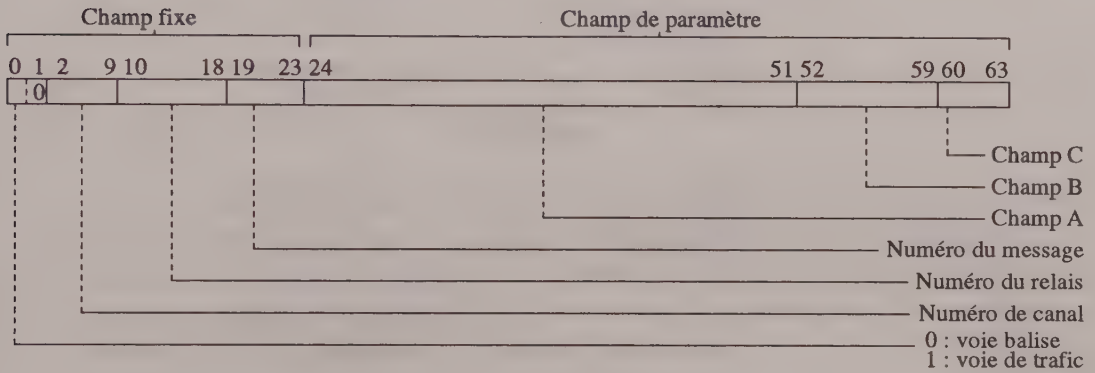 Champ fixe Champ de paramètre
0 1 2 9 10 18 19 23 24 51 52 59 60 63
0
Champ C
Champ B
Champ A
Numéro du message
Numéro du relais
Numéro de canal
0 : voie balise
1 : voie de trafic